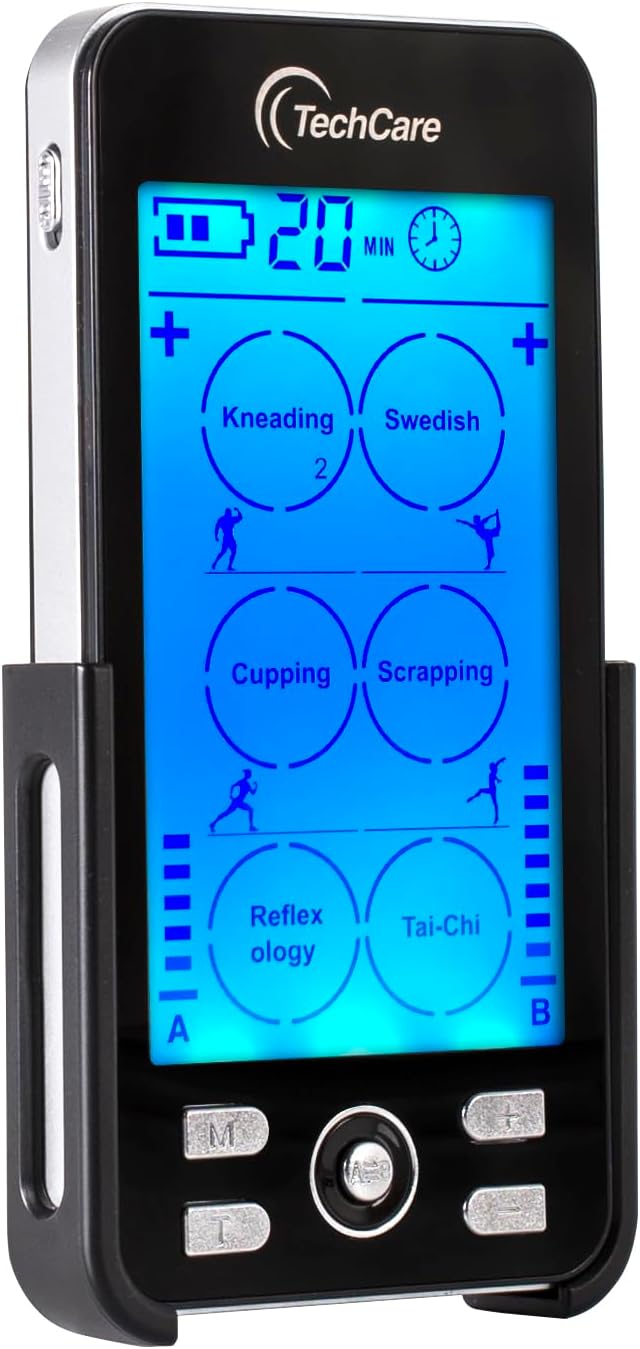 TechCare
20 MIN
+ +
Kneading Swedish
2
Cupping Scrapping
Reflex
ology
Tai-Chi
A B
M +
A⇌B
T −